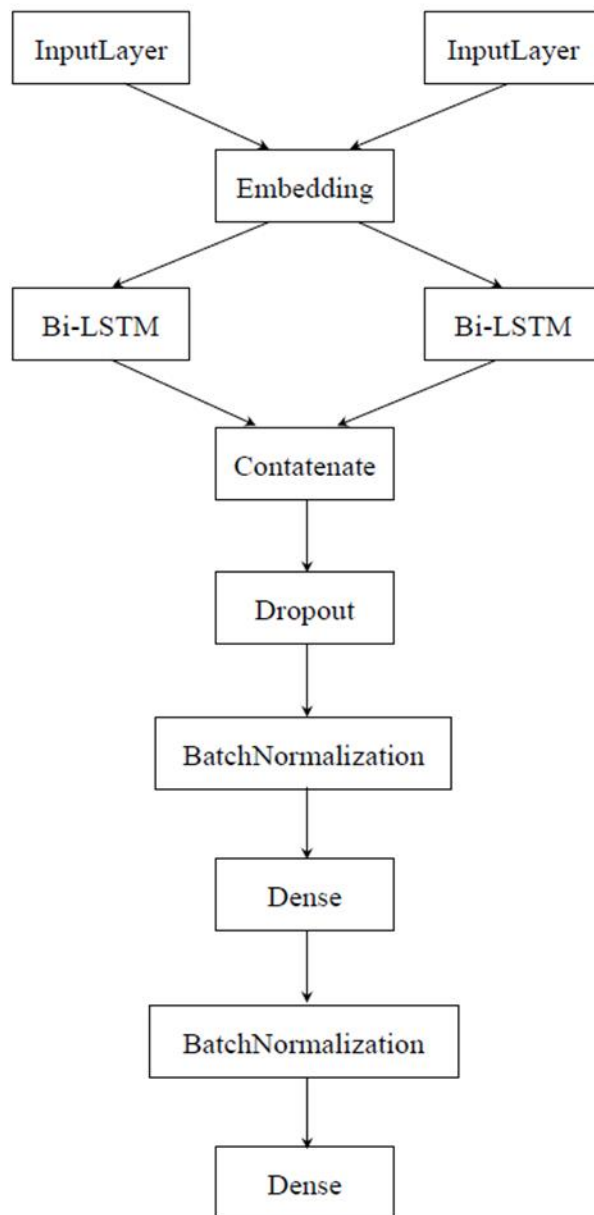 InputLayer
InputLayer
Embedding
Bi-LSTM
Bi-LSTM
Contatenate
Dropout
BatchNormalization
Dense
BatchNormalization
Dense